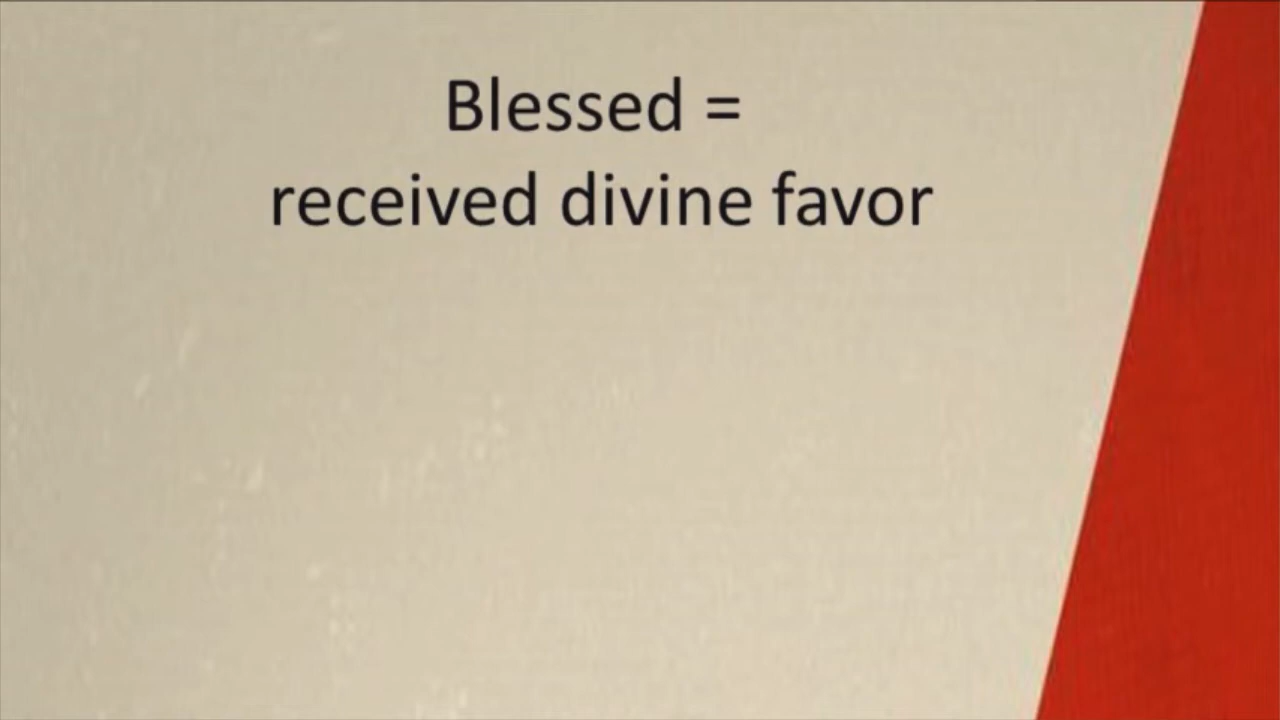 Blessed =
received divine favor